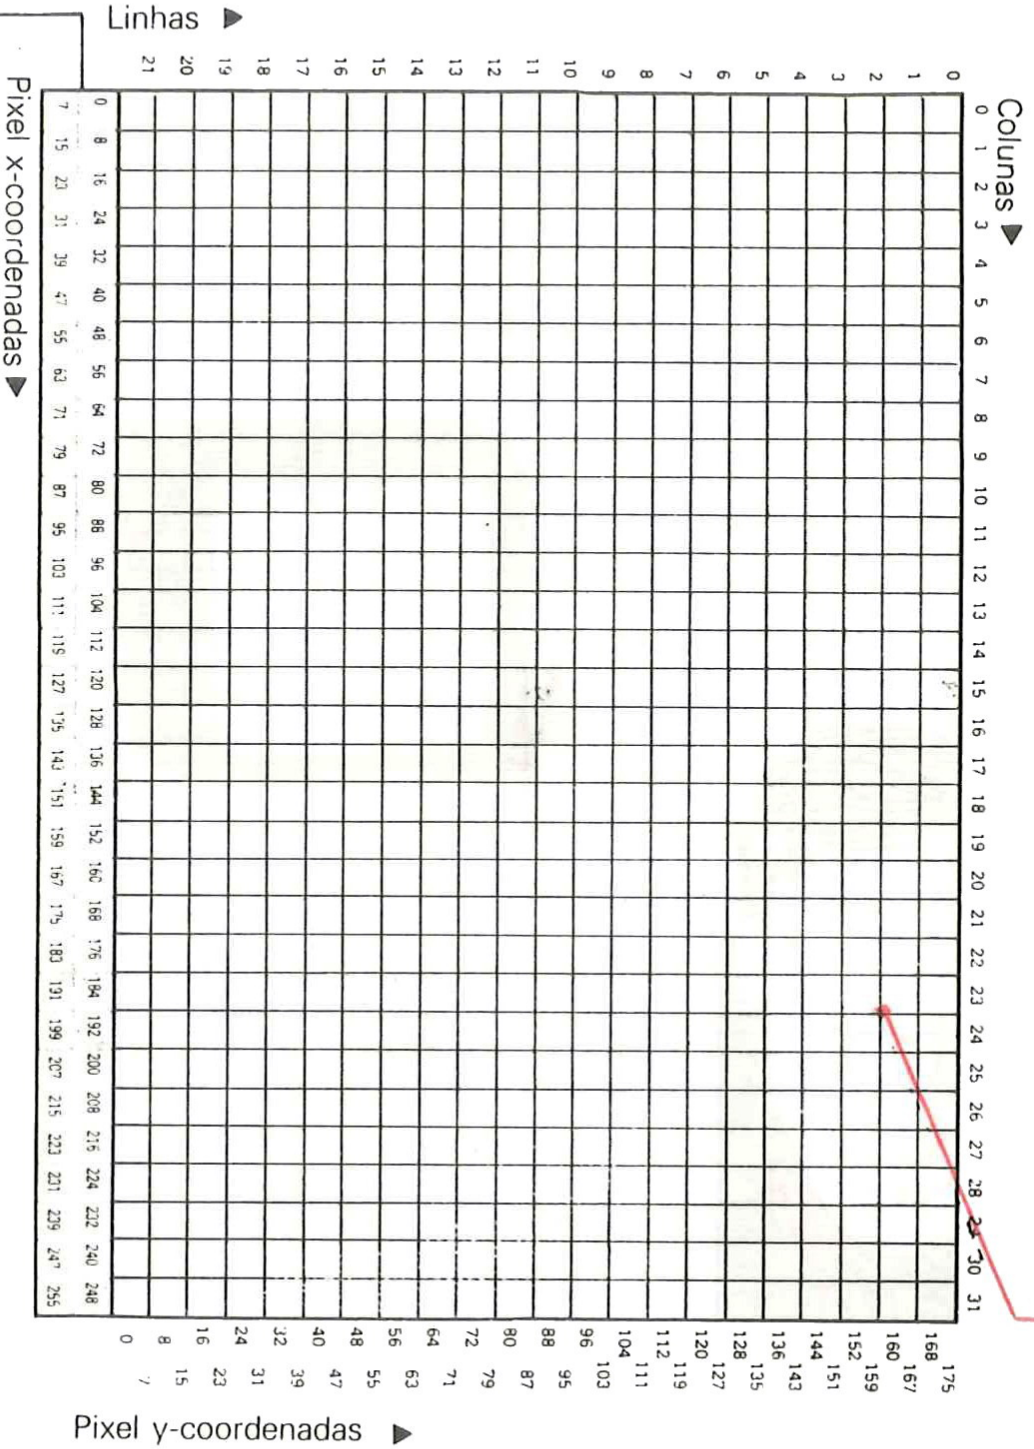 Linhas
21 20 19 18 17 16 15 14 13 12 11 10 9 8 7 6 5 4 3 2 1 0
Colunas
0 1 2 3 4 5 6 7 8 9 10 11 12 13 14 15 16 17 18 19 20 21 22 23 24 25 26 27 28 29 30 31
Pixel x-coordenadas
0 8 16 24 32 40 48 56 64 72 80 88 96 104 112 120 128 136 144 152 160 168 176 184 192 200 208 216 224 232 240 248
7 15 23 31 39 47 55 63 71 79 87 95 103 111 119 127 135 143 151 159 167 175 183 191 199 207 215 223 231 239 247 255
0 8 16 24 32 40 48 56 64 72 80 88 96 104 112 120 128 136 144 152 160 168
7 15 23 31 39 47 55 63 71 79 87 95 103 111 119 127 135 143 151 159 167 175
Pixel y-coordenadas